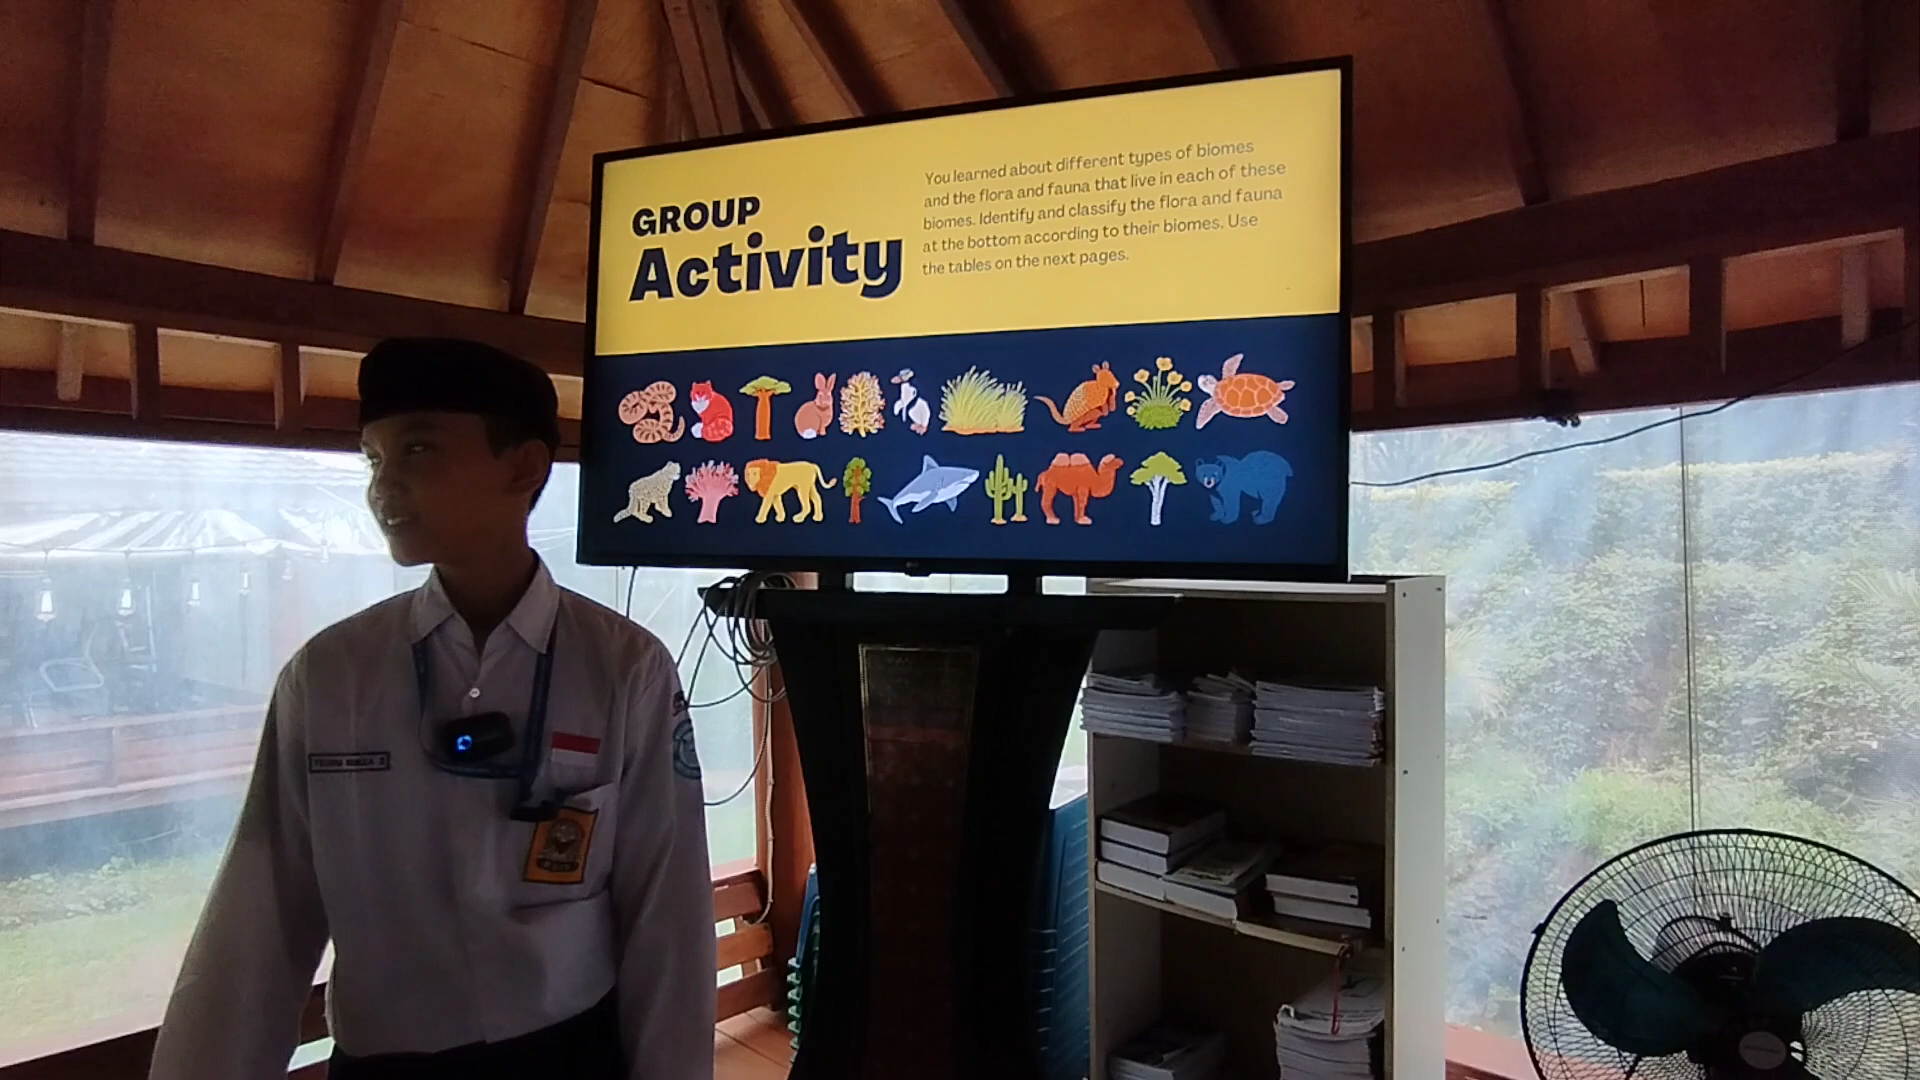 GROUP
Activity
You learned about different types of biomes
and the flora and fauna that live in each of these
biomes. Identify and classify the flora and fauna
at the bottom according to their biomes. Use
the tables on the next pages.